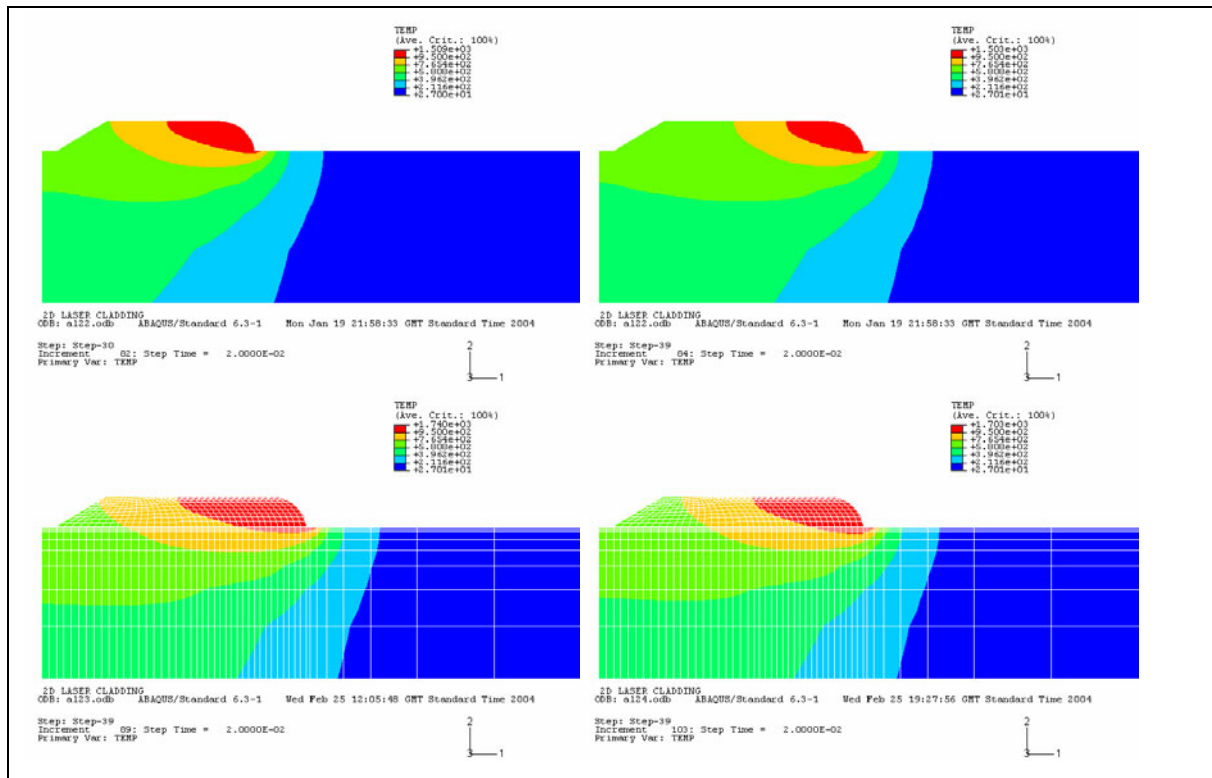 TEMP
(Ave. Crit.: 100%)
+1.509e+03
+9.500e+02
+7.654e+02
+5.808e+02
+3.962e+02
+2.116e+02
+2.700e+01
2D LASER CLADDING
ODB: a122.odb ABAQUS/Standard 6.3-1 Mon Jan 19 21:58:33 GMT Standard Time 2004
Step: Step-30
Increment 82: Step Time = 2.0000E-02
Primary Var: TEMP
2
3 1
TEMP
(Ave. Crit.: 100%)
+1.503e+03
+9.500e+02
+7.654e+02
+5.808e+02
+3.962e+02
+2.116e+02
+2.701e+01
2D LASER CLADDING
ODB: a122.odb ABAQUS/Standard 6.3-1 Mon Jan 19 21:58:33 GMT Standard Time 2004
Step: Step-39
Increment 84: Step Time = 2.0000E-02
Primary Var: TEMP
2
3 1
TEMP
(Ave. Crit.: 100%)
+1.740e+03
+9.500e+02
+7.654e+02
+5.808e+02
+3.962e+02
+2.116e+02
+2.701e+01
2D LASER CLADDING
ODB: a123.odb ABAQUS/Standard 6.3-1 Wed Feb 25 12:05:48 GMT Standard Time 2004
Step: Step-39
Increment 89: Step Time = 2.0000E-02
Primary Var: TEMP
2
3 1
TEMP
(Ave. Crit.: 100%)
+1.703e+03
+9.500e+02
+7.654e+02
+5.808e+02
+3.962e+02
+2.116e+02
+2.701e+01
2D LASER CLADDING
ODB: a124.odb ABAQUS/Standard 6.3-1 Wed Feb 25 19:27:56 GMT Standard Time 2004
Step: Step-39
Increment 103: Step Time = 2.0000E-02
Primary Var: TEMP
2
3 1